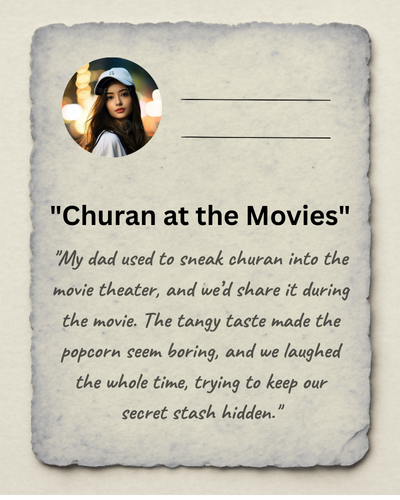 "Churan at the Movies"
"My dad used to sneak churan into the
movie theater, and we'd share it during
the movie. The tangy taste made the
popcorn seem boring, and we laughed
the whole time, trying to keep our
secret stash hidden."